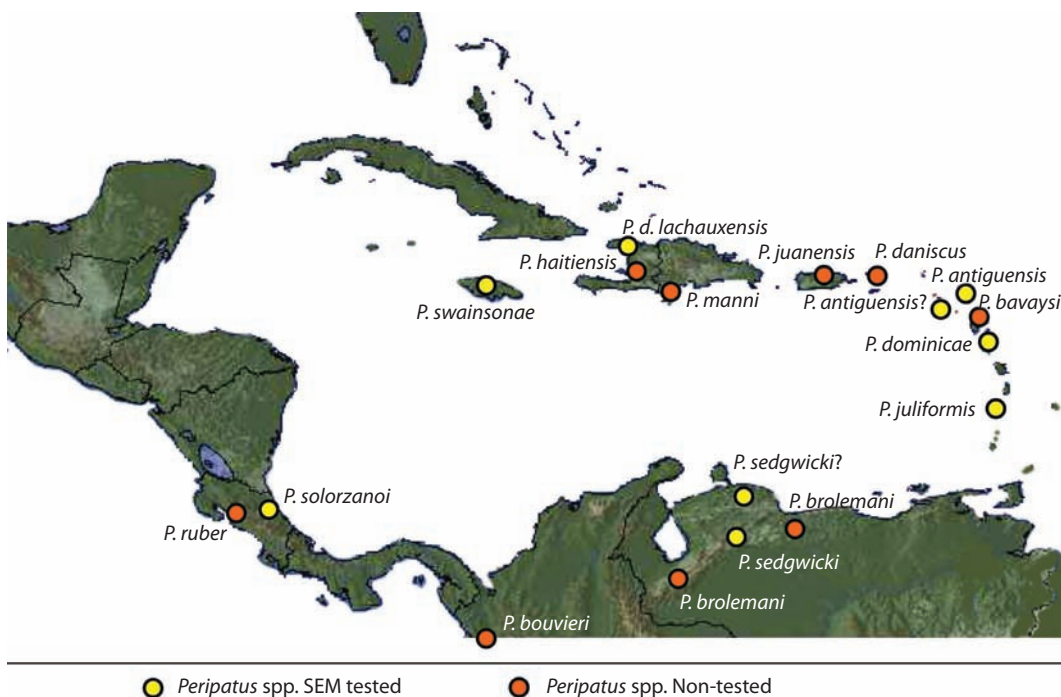 P. d. lachauxensis
P. haitiensis
P. juanensis
P. daniscus
P. antiguensis
P. swainsonae
P. manni
P. antiguensis?
P. bavaysi
P. dominicae
P. juliformis
P. sedgwicki?
P. solorzanoi
P. brolemani
P. ruber
P. sedgwicki
P. brolemani
P. bouvieri
Peripatus spp. SEM tested
Peripatus spp. Non-tested